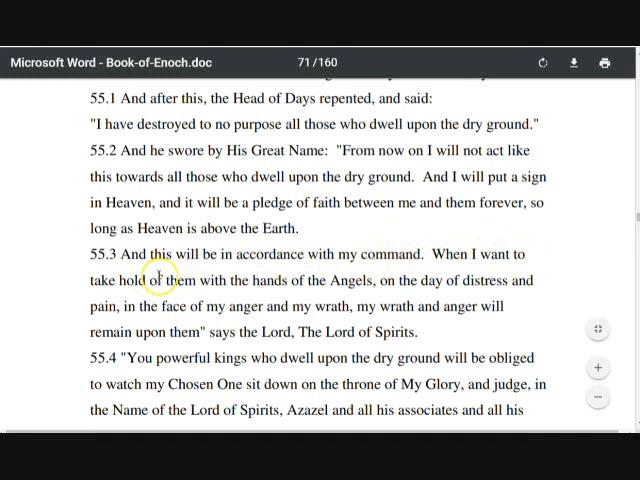 Microsoft Word - Book-of-Enoch.doc
71 / 160
55.1 And after this, the Head of Days repented, and said:
"I have destroyed to no purpose all those who dwell upon the dry ground."
55.2 And he swore by His Great Name:  "From now on I will not act like
this towards all those who dwell upon the dry ground.  And I will put a sign
in Heaven, and it will be a pledge of faith between me and them forever, so
long as Heaven is above the Earth.
55.3 And this will be in accordance with my command.  When I want to
take hold of them with the hands of the Angels, on the day of distress and
pain, in the face of my anger and my wrath, my wrath and anger will
remain upon them" says the Lord, The Lord of Spirits.
55.4 "You powerful kings who dwell upon the dry ground will be obliged
to watch my Chosen One sit down on the throne of My Glory, and judge, in
the Name of the Lord of Spirits, Azazel and all his associates and all his